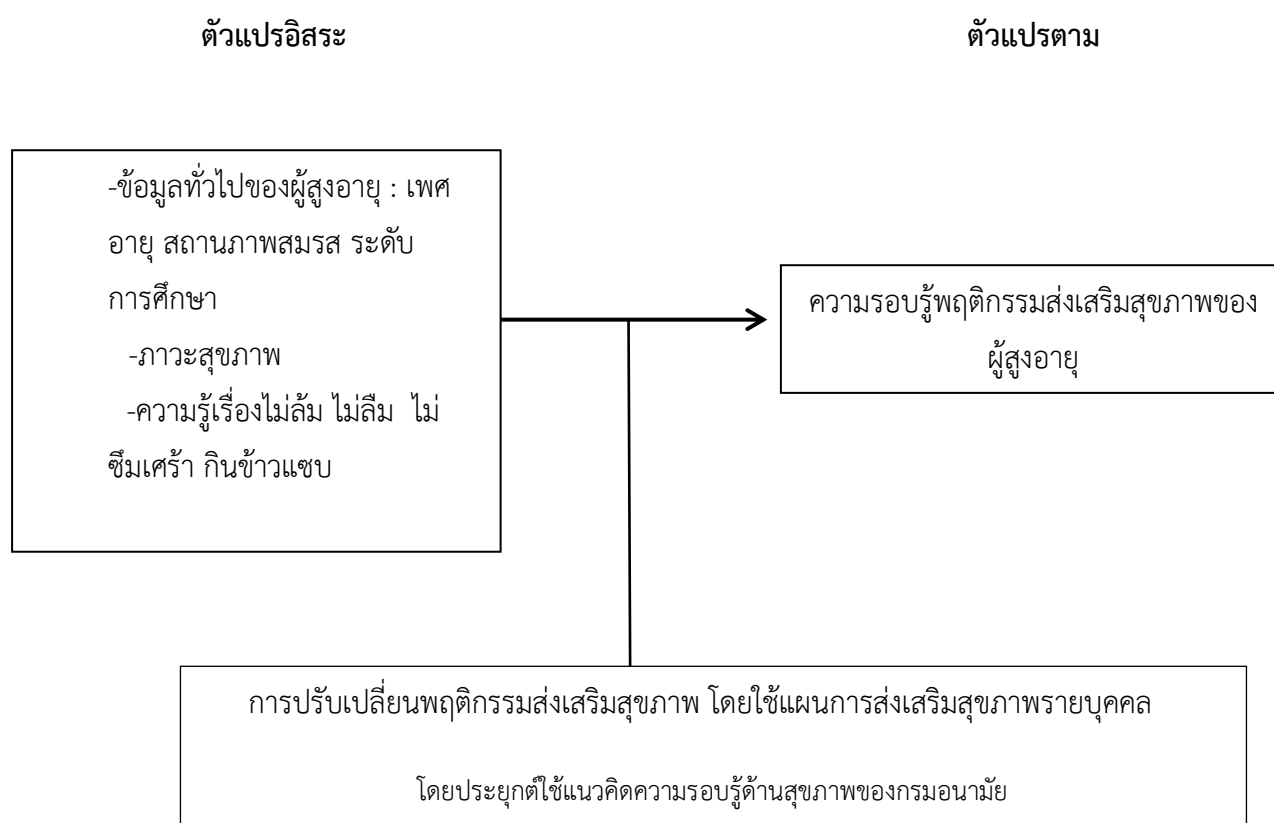 ตัวแปรอิสระ
ตัวแปรตาม
-ข้อมูลทั่วไปของผู้สูงอายุ : เพศ
อายุ สถานภาพสมรส ระดับ
การศึกษา
-ภาวะสุขภาพ
-ความรู้เรื่องไม่ล้ม ไม่ลืม ไม่
ซึมเศร้า กินข้าวแซบ
ความรอบรู้พฤติกรรมส่งเสริมสุขภาพของ
ผู้สูงอายุ
การปรับเปลี่ยนพฤติกรรมส่งเสริมสุขภาพ โดยใช้แผนการส่งเสริมสุขภาพรายบุคคล
โดยประยุกต์ใช้แนวคิดความรอบรู้ด้านสุขภาพของกรมอนามัย